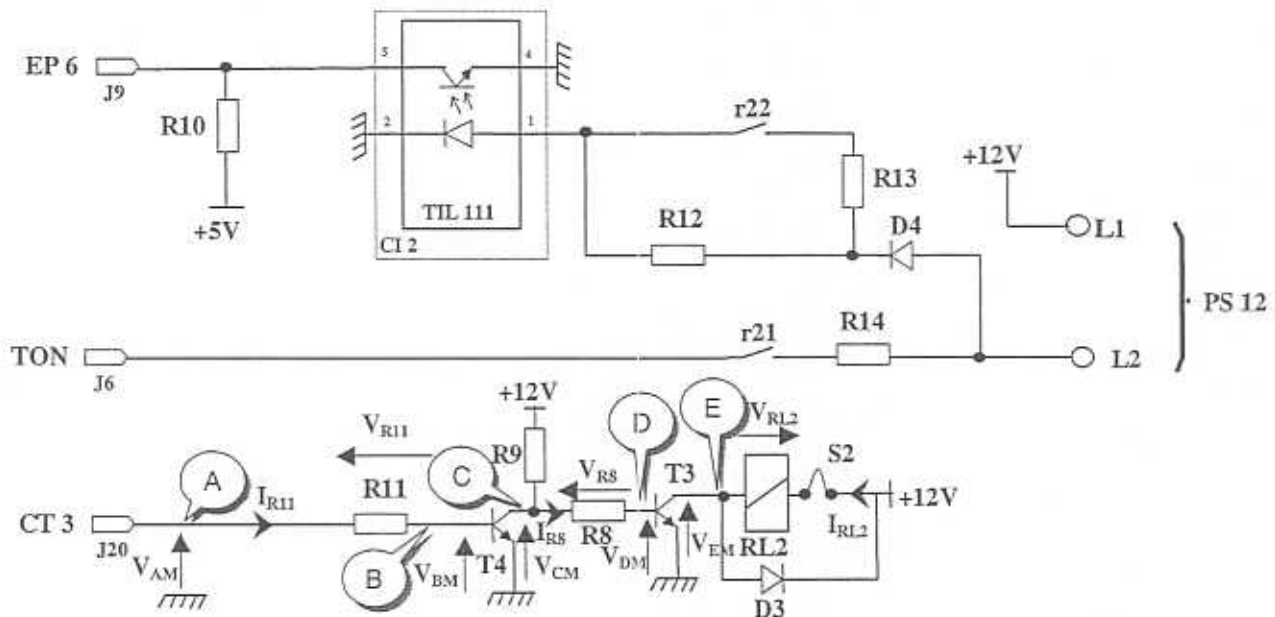 EP 6
J9
R10
+5V
5
4
2
1
TIL 111
CI 2
r22
R13
R12
D4
+12V
L1
PS 12
L2
TON
J6
r21
R14
+12V
VR11
A
IR11
R11
C
R9
VR8
D
T3
E
VRL2
S2
+12V
CT 3
J20
VAM
B
VBM
T4
IR8
VCM
R8
VDM
VEM
RL2
IRL2
D3